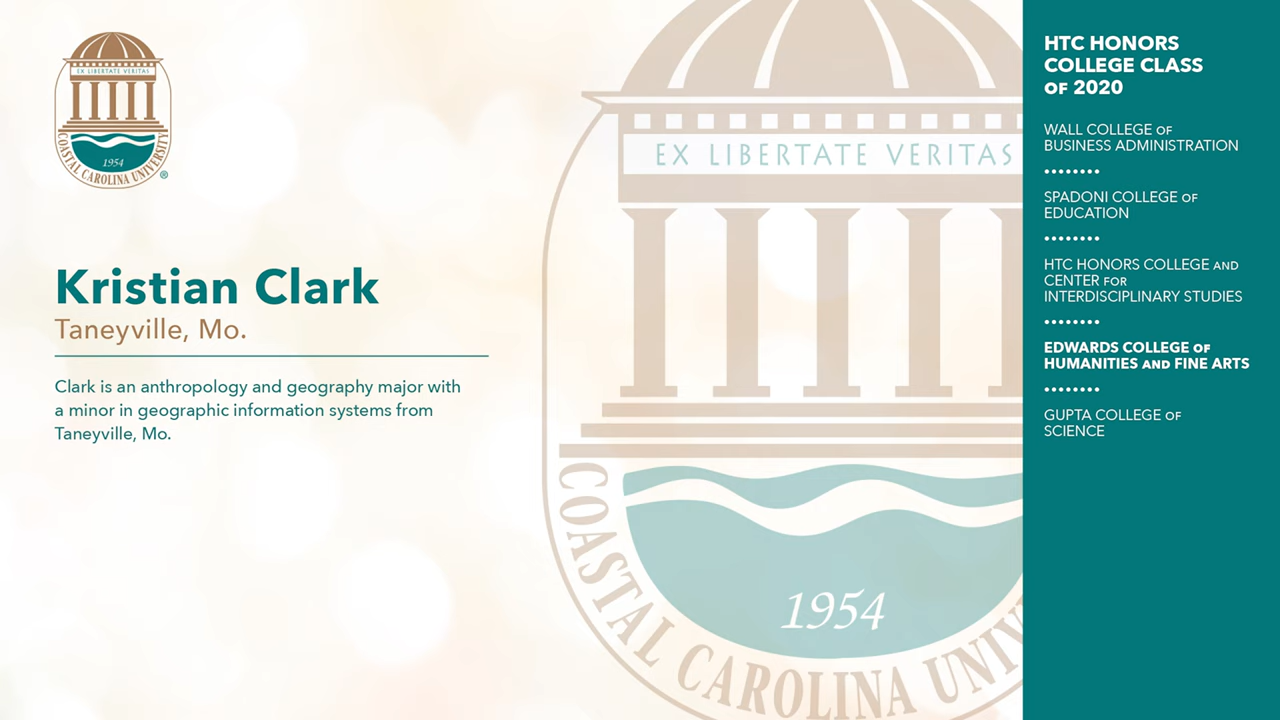 EX LIBERTATE VERITAS
1954
COASTAL CAROLINA UNIVERSITY
®
Kristian Clark
Taneyville, Mo.
Clark is an anthropology and geography major with
a minor in geographic information systems from
Taneyville, Mo.
EX LIBERTATE VERITAS
1954
COASTAL CAROLINA UNIV
HTC HONORS
COLLEGE CLASS
OF 2020
WALL COLLEGE OF
BUSINESS ADMINISTRATION
SPADONI COLLEGE OF
EDUCATION
HTC HONORS COLLEGE AND
CENTER FOR
INTERDISCIPLINARY STUDIES
EDWARDS COLLEGE OF
HUMANITIES AND FINE ARTS
GUPTA COLLEGE OF
SCIENCE